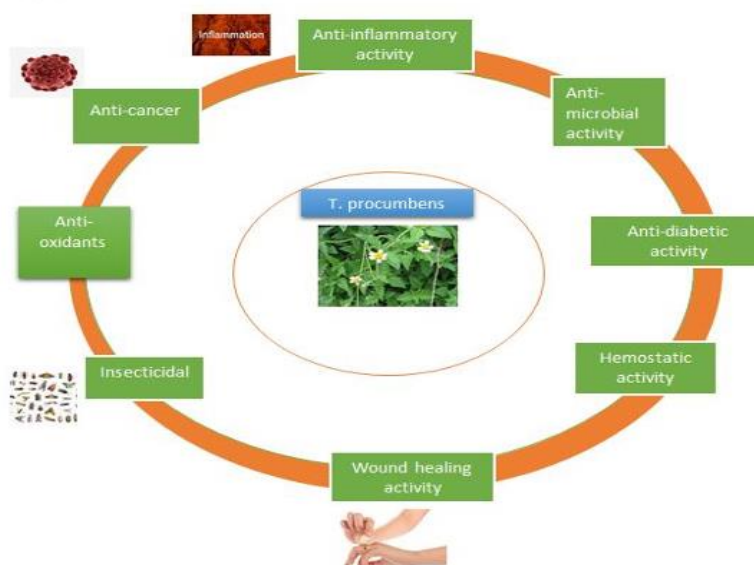 Inflammation
Anti-inflammatory
activity
Anti-cancer
Anti-
microbial
activity
T. procumbens
Anti-
oxidants
Anti-diabetic
activity
Insecticidal
Hemostatic
activity
Wound healing
activity